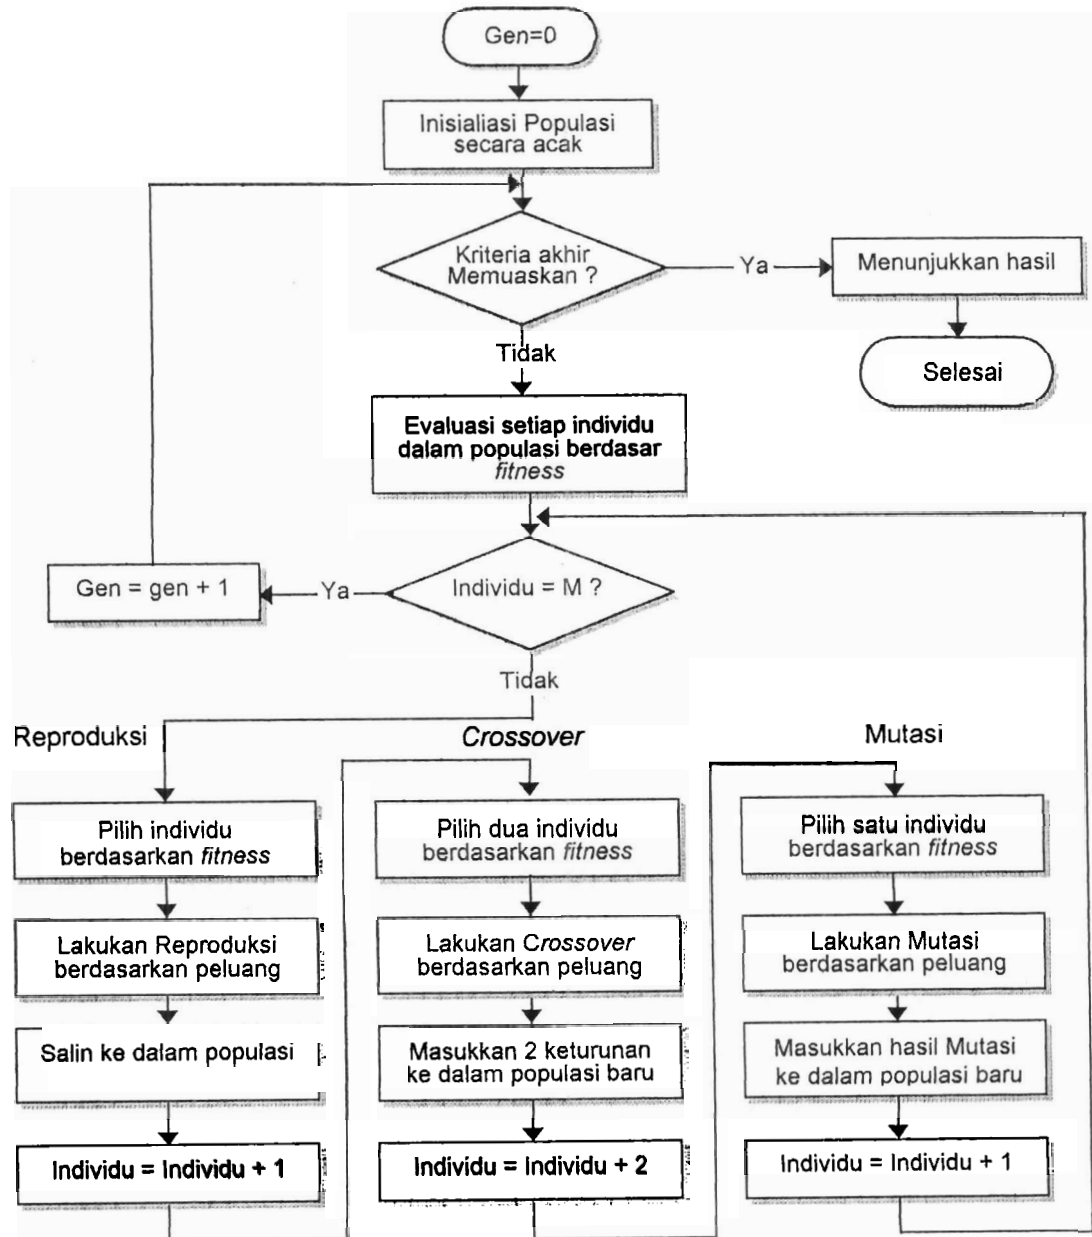 Gen=0
Inisialiasi Populasi
secara acak
Kriteria akhir
Memuaskan ?
Ya
Menunjukkan hasil
Selesai
Tidak
Evaluasi setiap individu
dalam populasi berdasar
fitness
Individu = M ?
Ya
Gen = gen + 1
Tidak
Reproduksi
Pilih individu
berdasarkan fitness
Lakukan Reproduksi
berdasarkan peluang
Salin ke dalam populasi
Individu = Individu + 1
Crossover
Pilih dua individu
berdasarkan fitness
Lakukan Crossover
berdasarkan peluang
Masukkan 2 keturunan
ke dalam populasi baru
Individu = Individu + 2
Mutasi
Pilih satu individu
berdasarkan fitness
Lakukan Mutasi
berdasarkan peluang
Masukkan hasil Mutasi
ke dalam populasi baru
Individu = Individu + 1